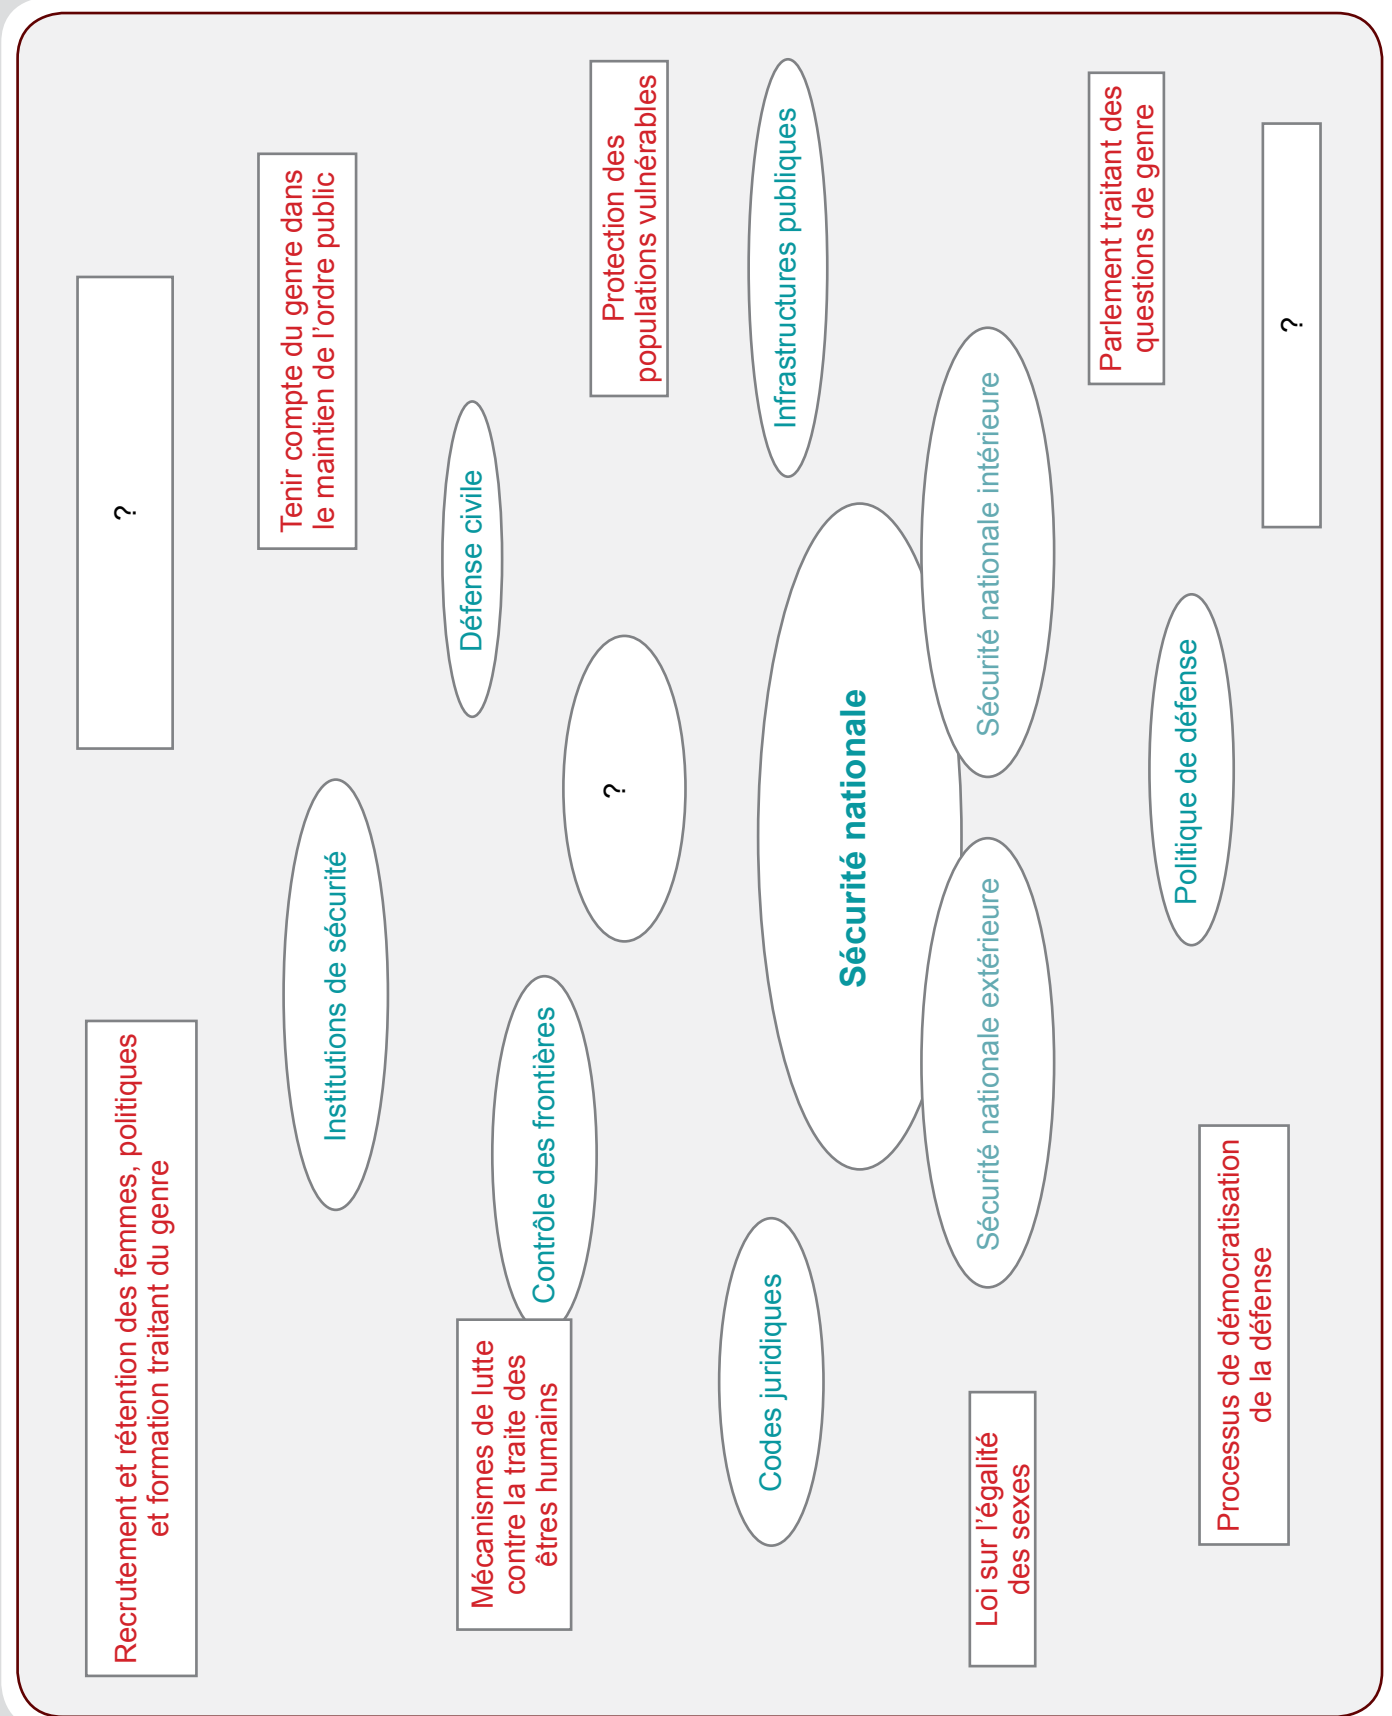 Recrutement et rétention des femmes, politiques
et formation traitant du genre
?
Institutions de sécurité
Tenir compte du genre dans
le maintien de l'ordre public
Mécanismes de lutte
contre la traite des
êtres humains
Contrôle des frontières
Défense civile
?
Protection des
populations vulnérables
Codes juridiques
Infrastructures publiques
Sécurité nationale
Sécurité nationale extérieure
Sécurité nationale intérieure
Loi sur l'égalité
des sexes
Parlement traitant des
questions de genre
Politique de défense
Processus de démocratisation
de la défense
?